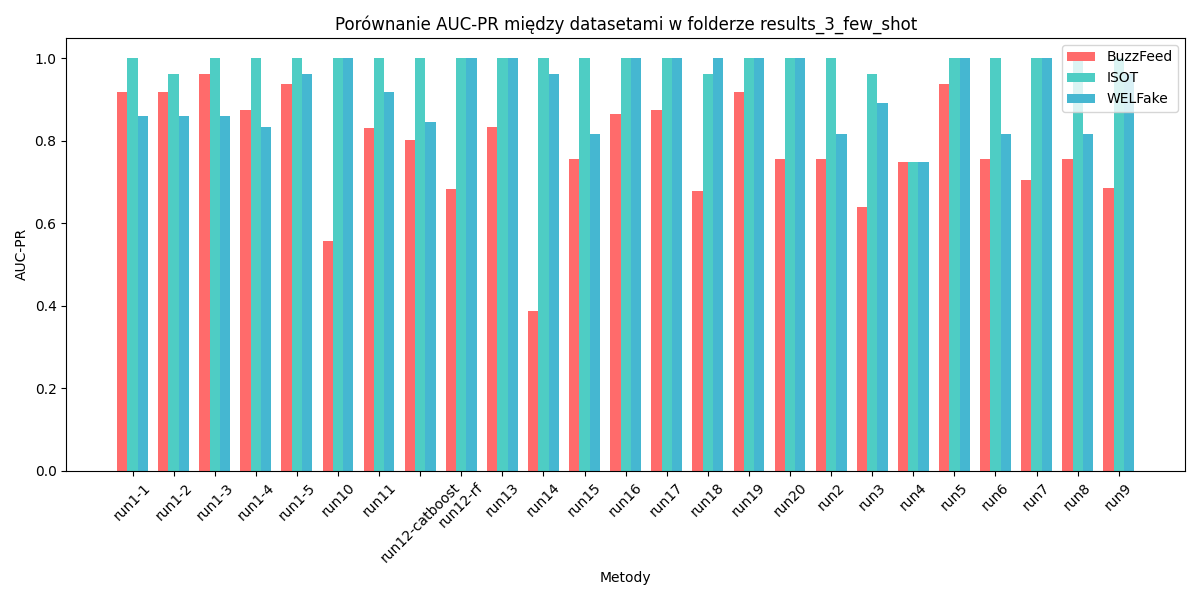 Porównanie AUC-PR między datasetami w folderze results_3_few_shot
BuzzFeed
ISOT
WELFake
AUC-PR
1.0
0.8
0.6
0.4
0.2
0.0
run1-1
run1-2
run1-3
run1-4
run1-5
run10
run11
run12-catboost
run12-rf
run13
run14
run15
run16
run17
run18
run19
run20
run2
run3
run4
run5
run6
run7
run8
run9
Metody